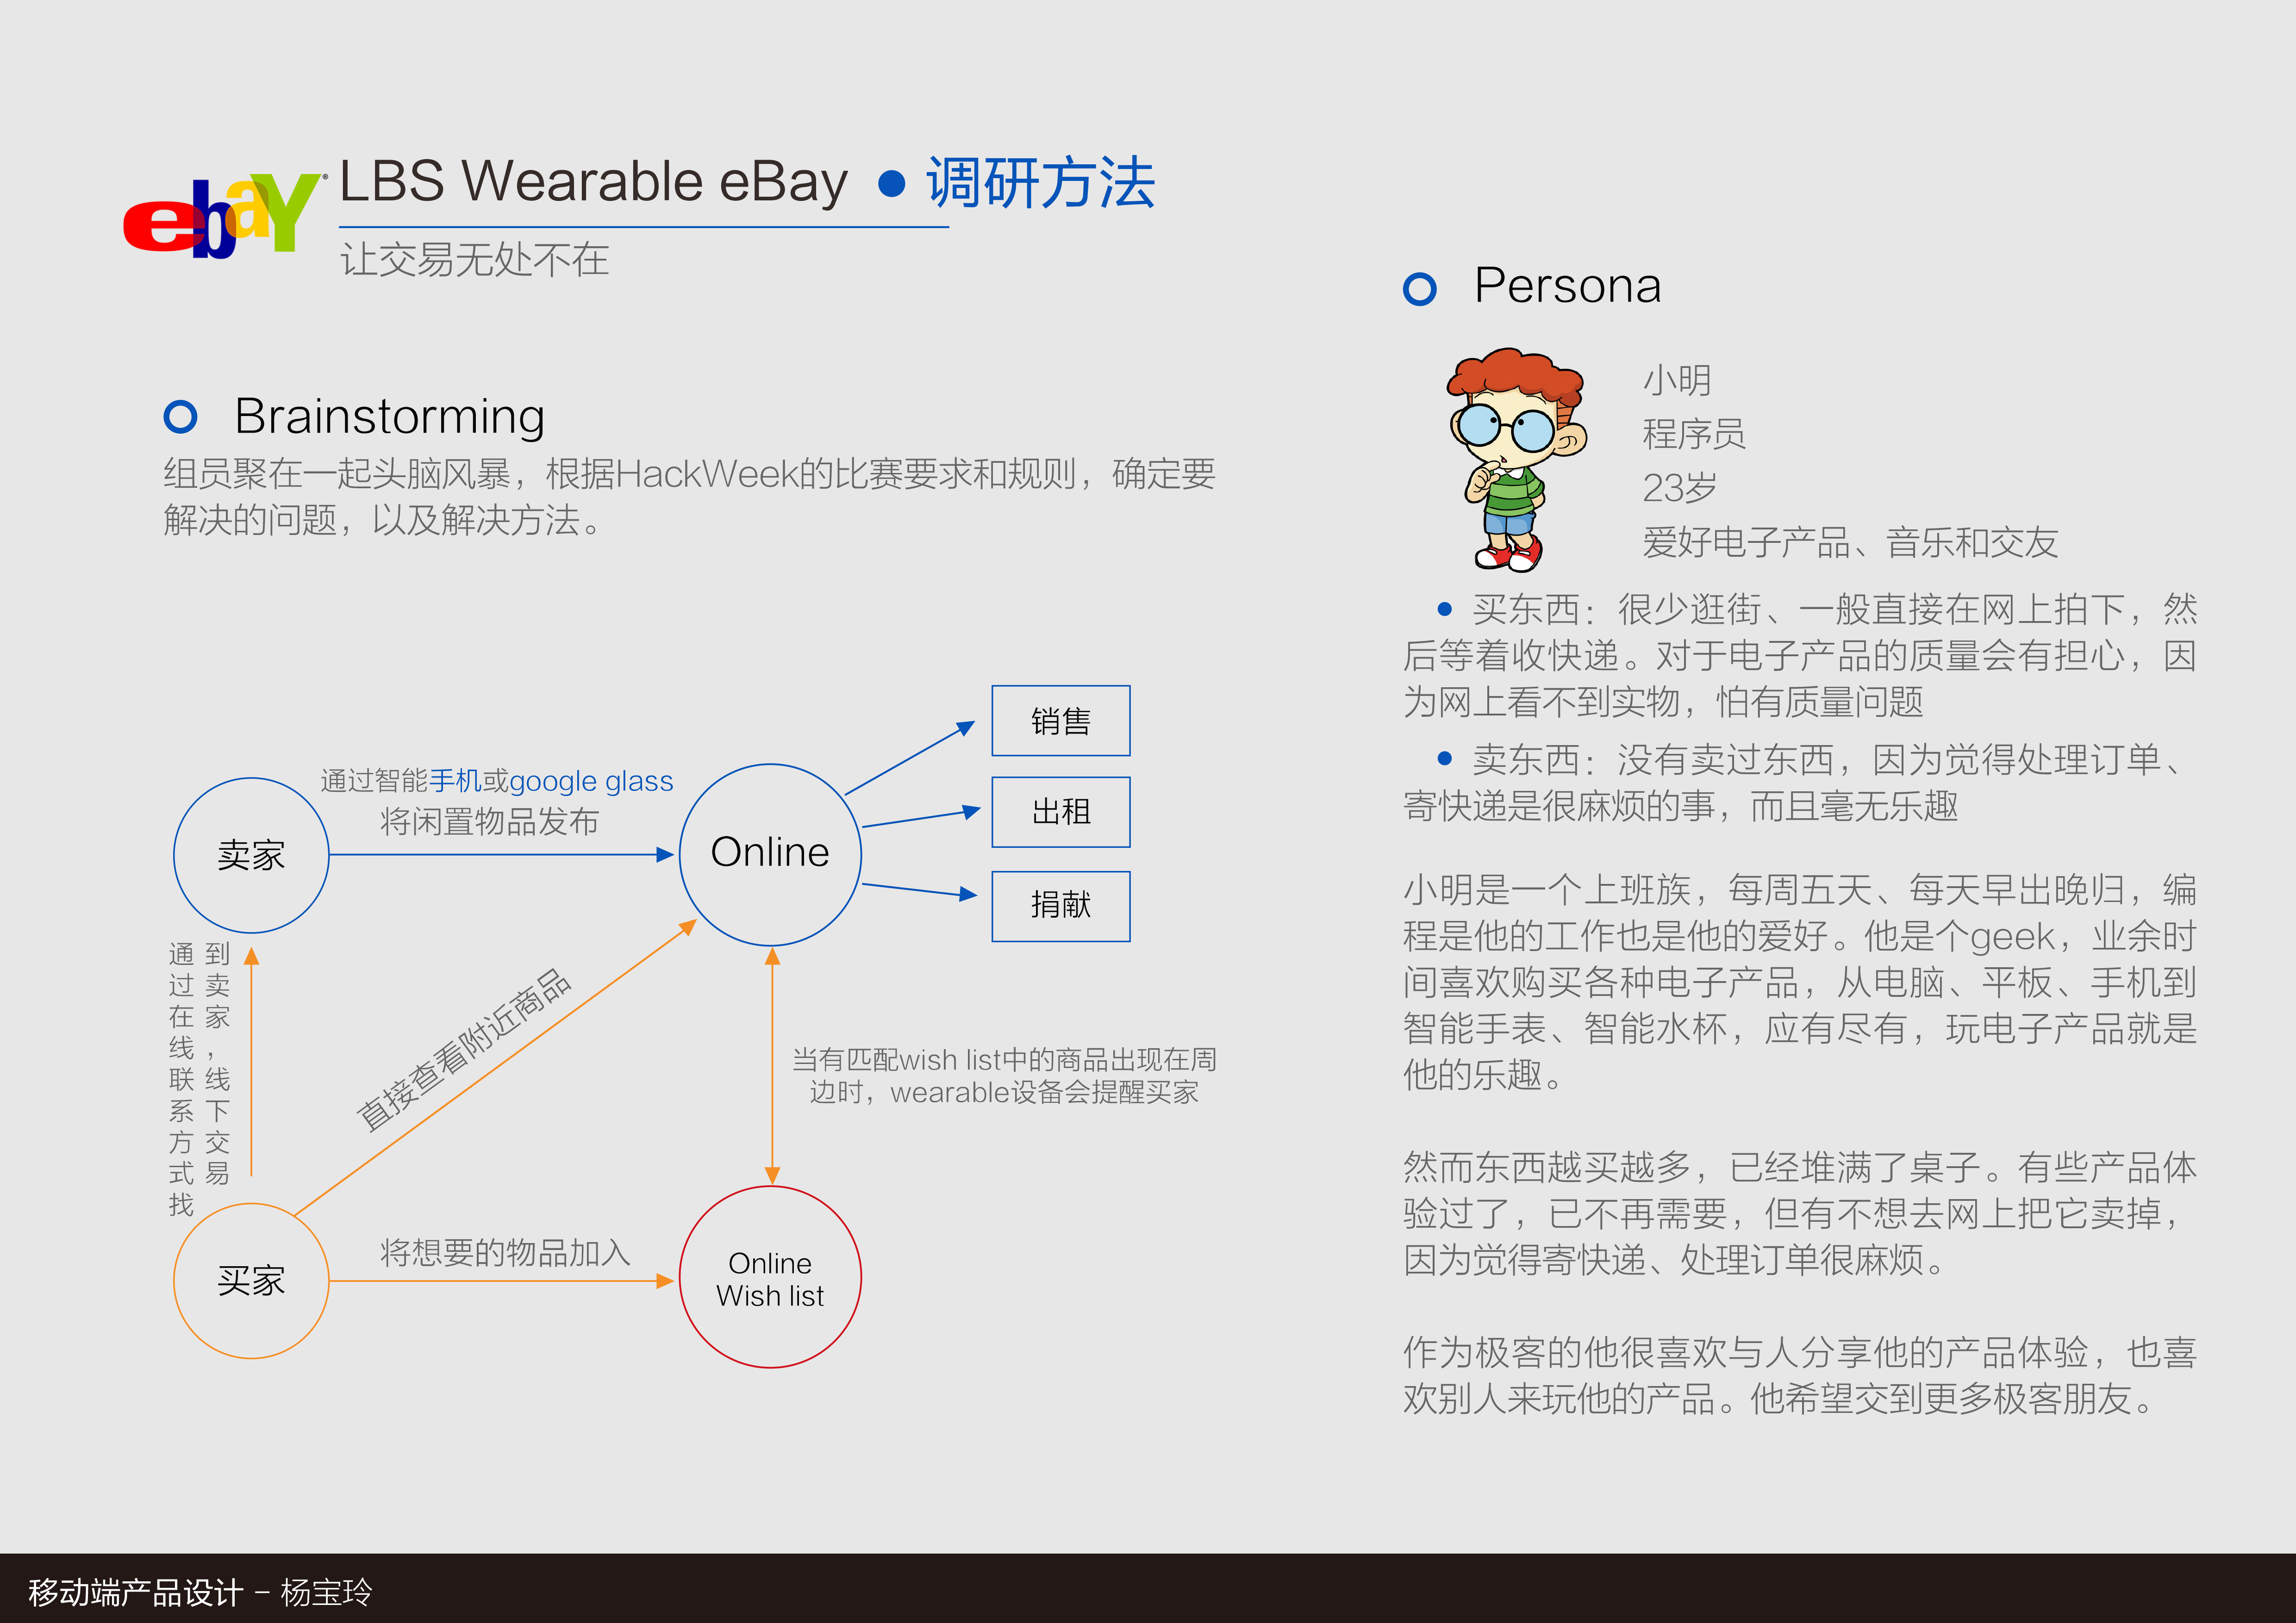 ebaY®
LBS Wearable eBay ● 调研方法
让交易无处不在
Brainstorming
组员聚在一起头脑风暴，根据HackWeek的比赛要求和规则，确定要
解决的问题，以及解决方法。
卖家
通过智能手机或google glass
将闲置物品发布
Online
销售
出租
捐献
通过在线联系方式找
到卖家，线下交易
直接查看附近商品
当有匹配wish list中的商品出现在周
边时，wearable设备会提醒买家
买家
将想要的物品加入
Online
Wish list
Persona
小明
程序员
23岁
爱好电子产品、音乐和交友
● 买东西：很少逛街、一般直接在网上拍下，然
后等着收快递。对于电子产品的质量会有担心，因
为网上看不到实物，怕有质量问题
● 卖东西：没有卖过东西，因为觉得处理订单、
寄快递是很麻烦的事，而且毫无乐趣
小明是一个上班族，每周五天、每天早出晚归，编
程是他的工作也是他的爱好。他是个geek，业余时
间喜欢购买各种电子产品，从电脑、平板、手机到
智能手表、智能水杯，应有尽有，玩电子产品就是
他的乐趣。
然而东西越买越多，已经堆满了桌子。有些产品体
验过了，已不再需要，但有不想去网上把它卖掉，
因为觉得寄快递、处理订单很麻烦。
作为极客的他很喜欢与人分享他的产品体验，也喜
欢别人来玩他的产品。他希望交到更多极客朋友。
移动端产品设计 – 杨宝玲